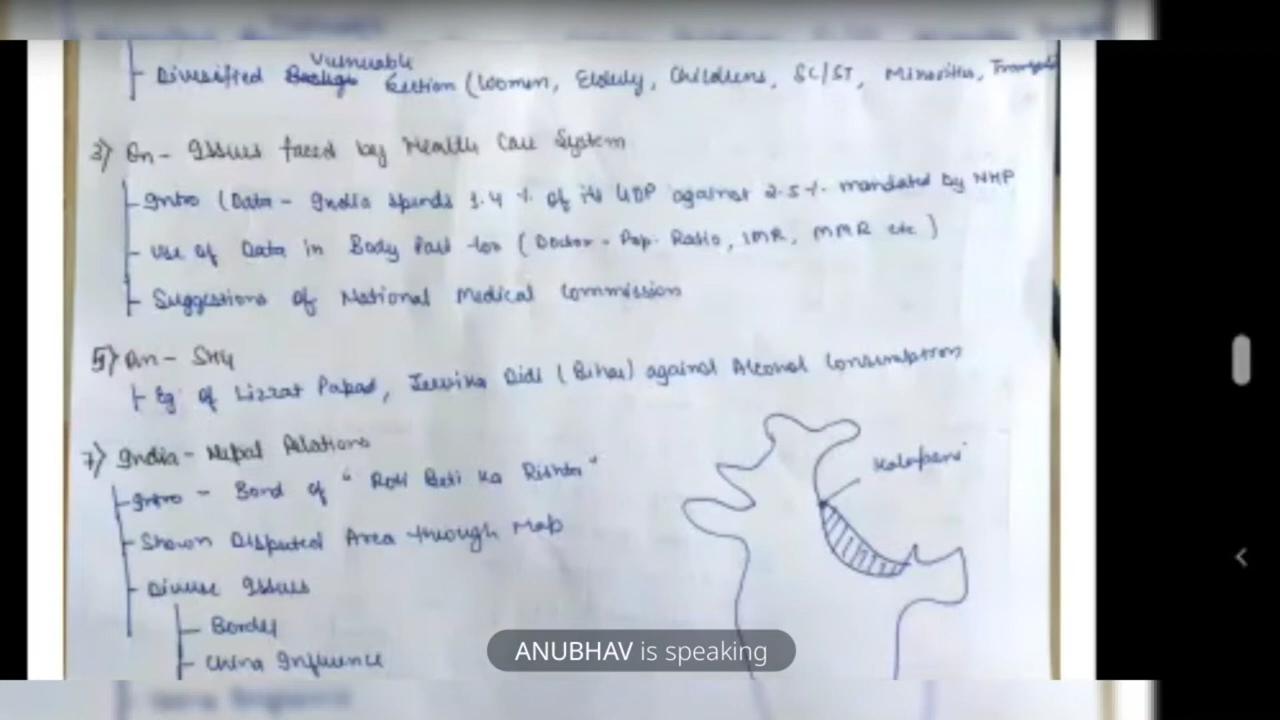 Vulnerable
Diversified Section (Women, Elderly, Childrens, SC/ST, Minorities,
3) Qn- Issues faced by Health Care System
Intro (Data - India spends 1.4 % of its GDP against 2.5 % mandated by NHP
Use of Data in Body Part too (Doctor - Pop. Ratio, IMR, MMR etc.)
Suggestions of National Medical Commission
5) Qn - SHG
Eg of Lizzat Papad, Jeevika Didi (Bihar) against Alcohol Consumption
7) India - Nepal Relations
Kalapani
Intro - Bond of "Roti Beti Ka Rishta"
Shown Disputed Area through Map
Diverse Issues
Border
China Influence
ANUBHAV is speaking